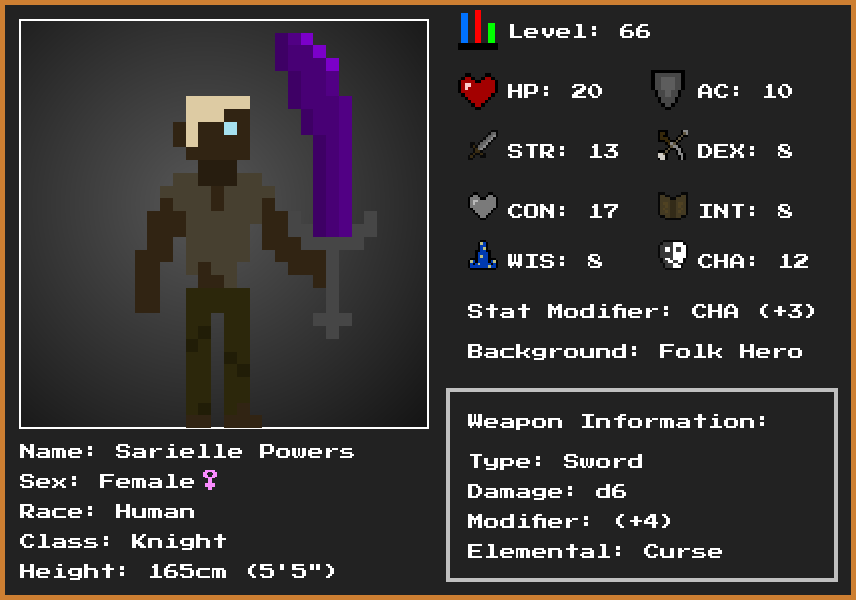 Level: 66
HP: 20
AC: 10
STR: 13
DEX: 8
CON: 17
INT: 8
WIS: 8
CHA: 12
Stat Modifier: CHA (+3)
Background: Folk Hero
Name: Sarielle Powers
Sex: Female♀
Race: Human
Class: Knight
Height: 165cm (5'5")
Weapon Information:
Type: Sword
Damage: d6
Modifier: (+4)
Elemental: Curse